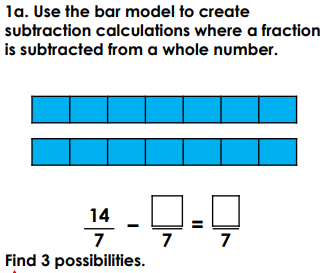 1a. Use the bar model to create
subtraction calculations where a fraction
is subtracted from a whole number.
14/7 - □/7 = □/7
Find 3 possibilities.